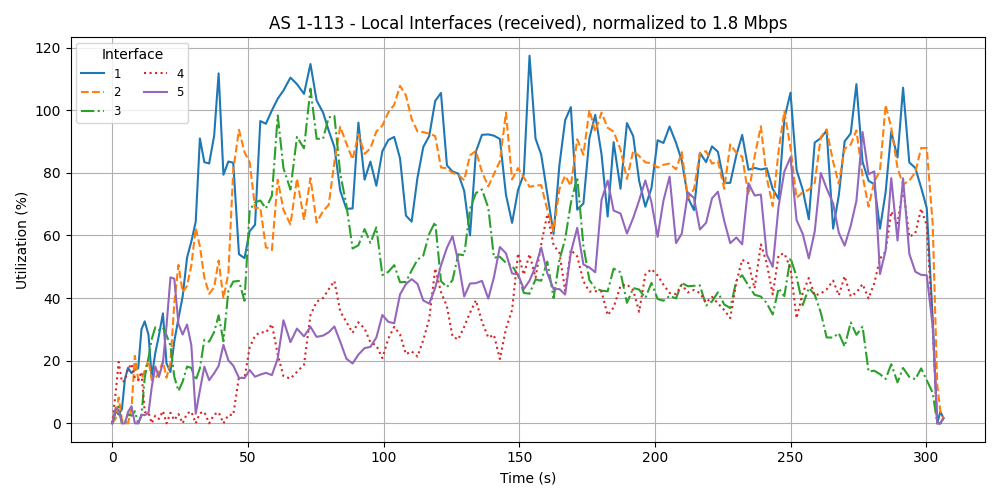 AS 1-113 - Local Interfaces (received), normalized to 1.8 Mbps
Utilization (%)
120
100
80
60
40
20
0
Interface
1 4
2 5
3
0 50 100 150 200 250 300
Time (s)